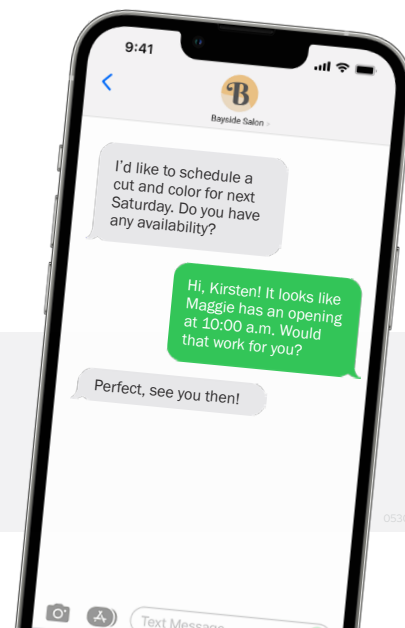 9:41
B
Bayside Salon >
I'd like to schedule a
cut and color for next
Saturday. Do you have
any availability?
Hi, Kirsten! It looks like
Maggie has an opening
at 10:00 a.m. Would
that work for you?
Perfect, see you then!
053
Text Message